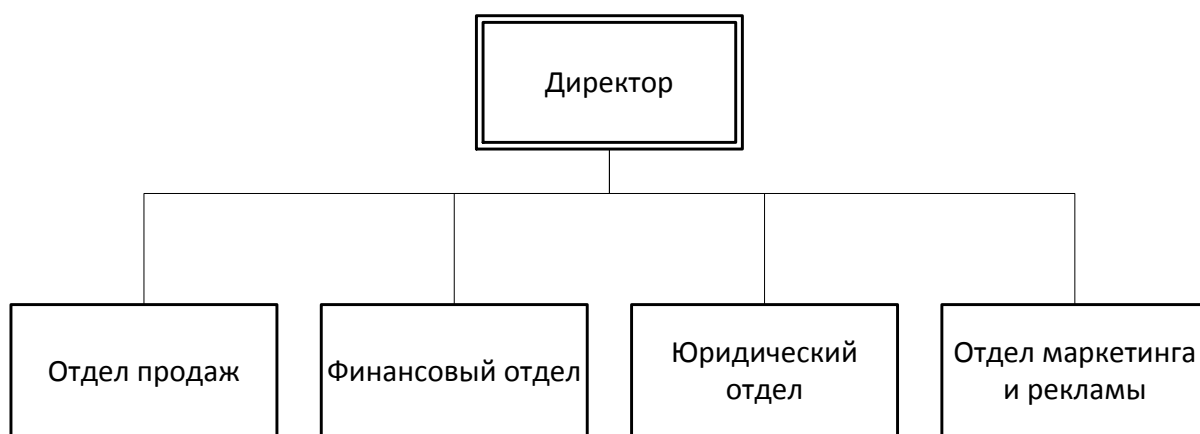 Директор
Отдел продаж
Финансовый отдел
Юридический
отдел
Отдел маркетинга
и рекламы